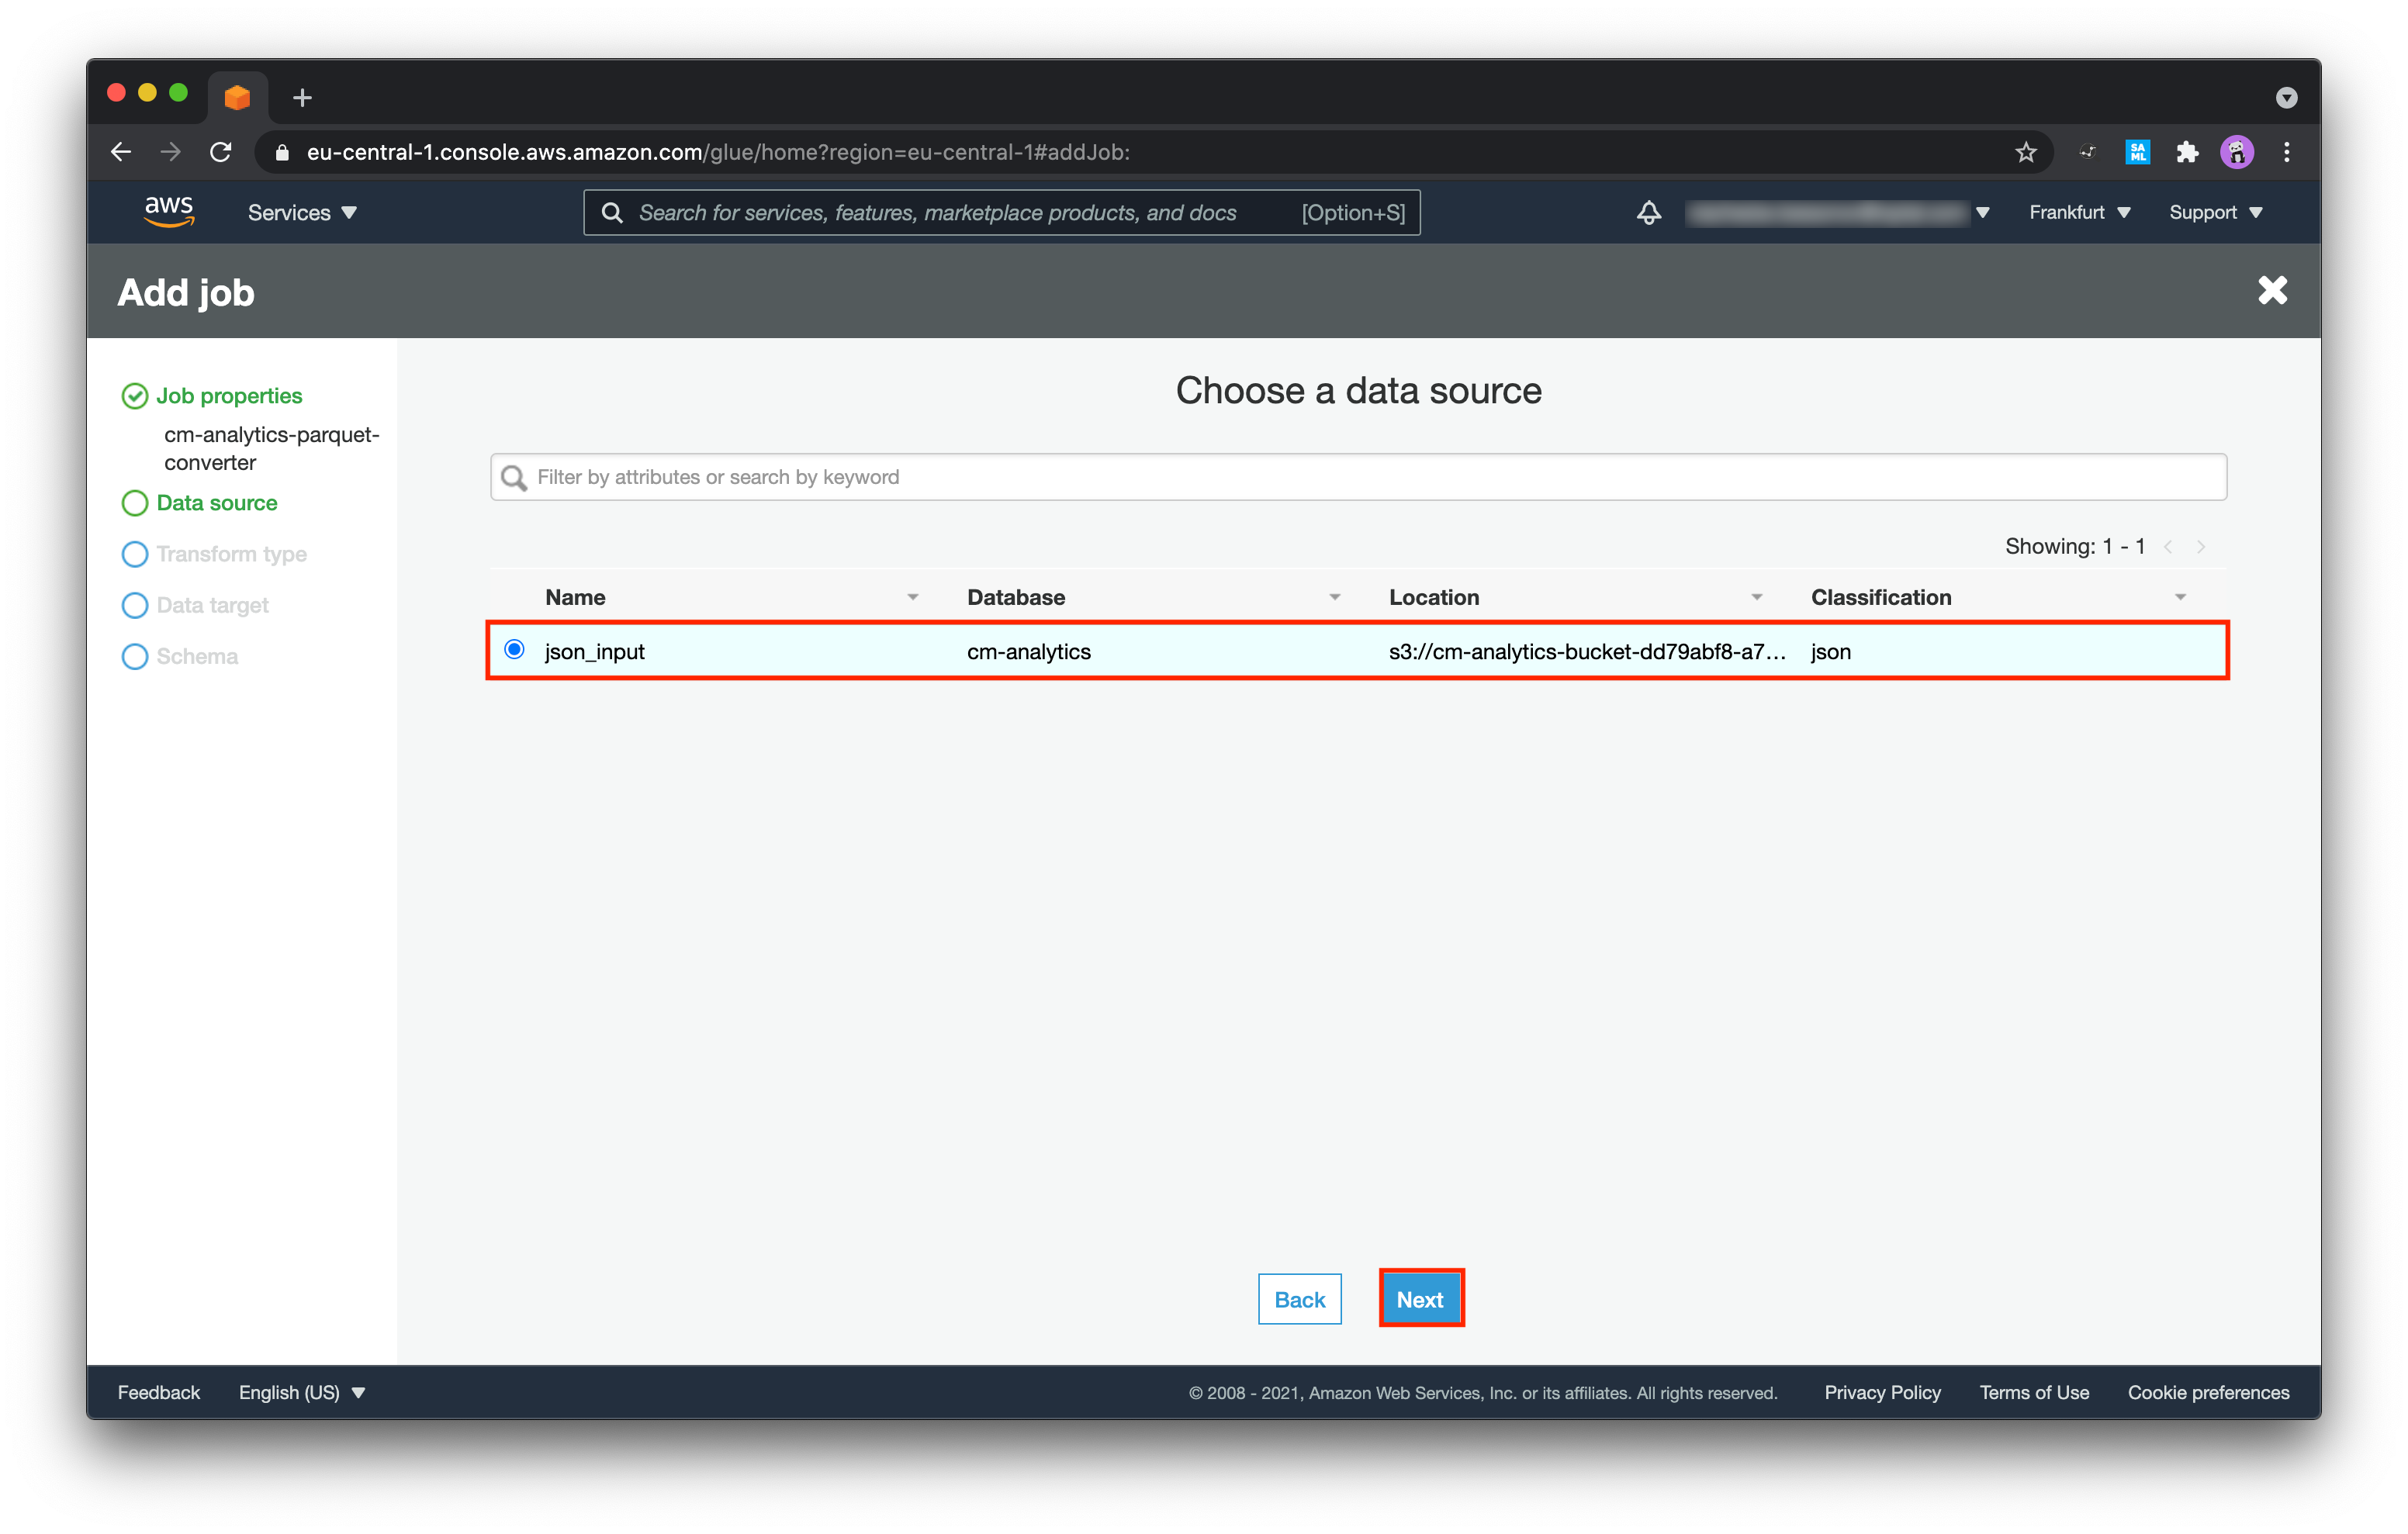 eu-central-1.console.aws.amazon.com/glue/home?region=eu-central-1#addJob:
SA
ML
aws
Services
Search for services, features, marketplace products, and docs [Option+S]
Frankfurt
Support
Add job
Job properties
cm-analytics-parquet-
converter
Data source
Transform type
Data target
Schema
Choose a data source
Filter by attributes or search by keyword
Showing: 1 - 1
Name Database Location Classification
json_input cm-analytics s3://cm-analytics-bucket-dd79abf8-a7... json
Back Next
Feedback English (US) © 2008 - 2021, Amazon Web Services, Inc. or its affiliates. All rights reserved. Privacy Policy Terms of Use Cookie preferences